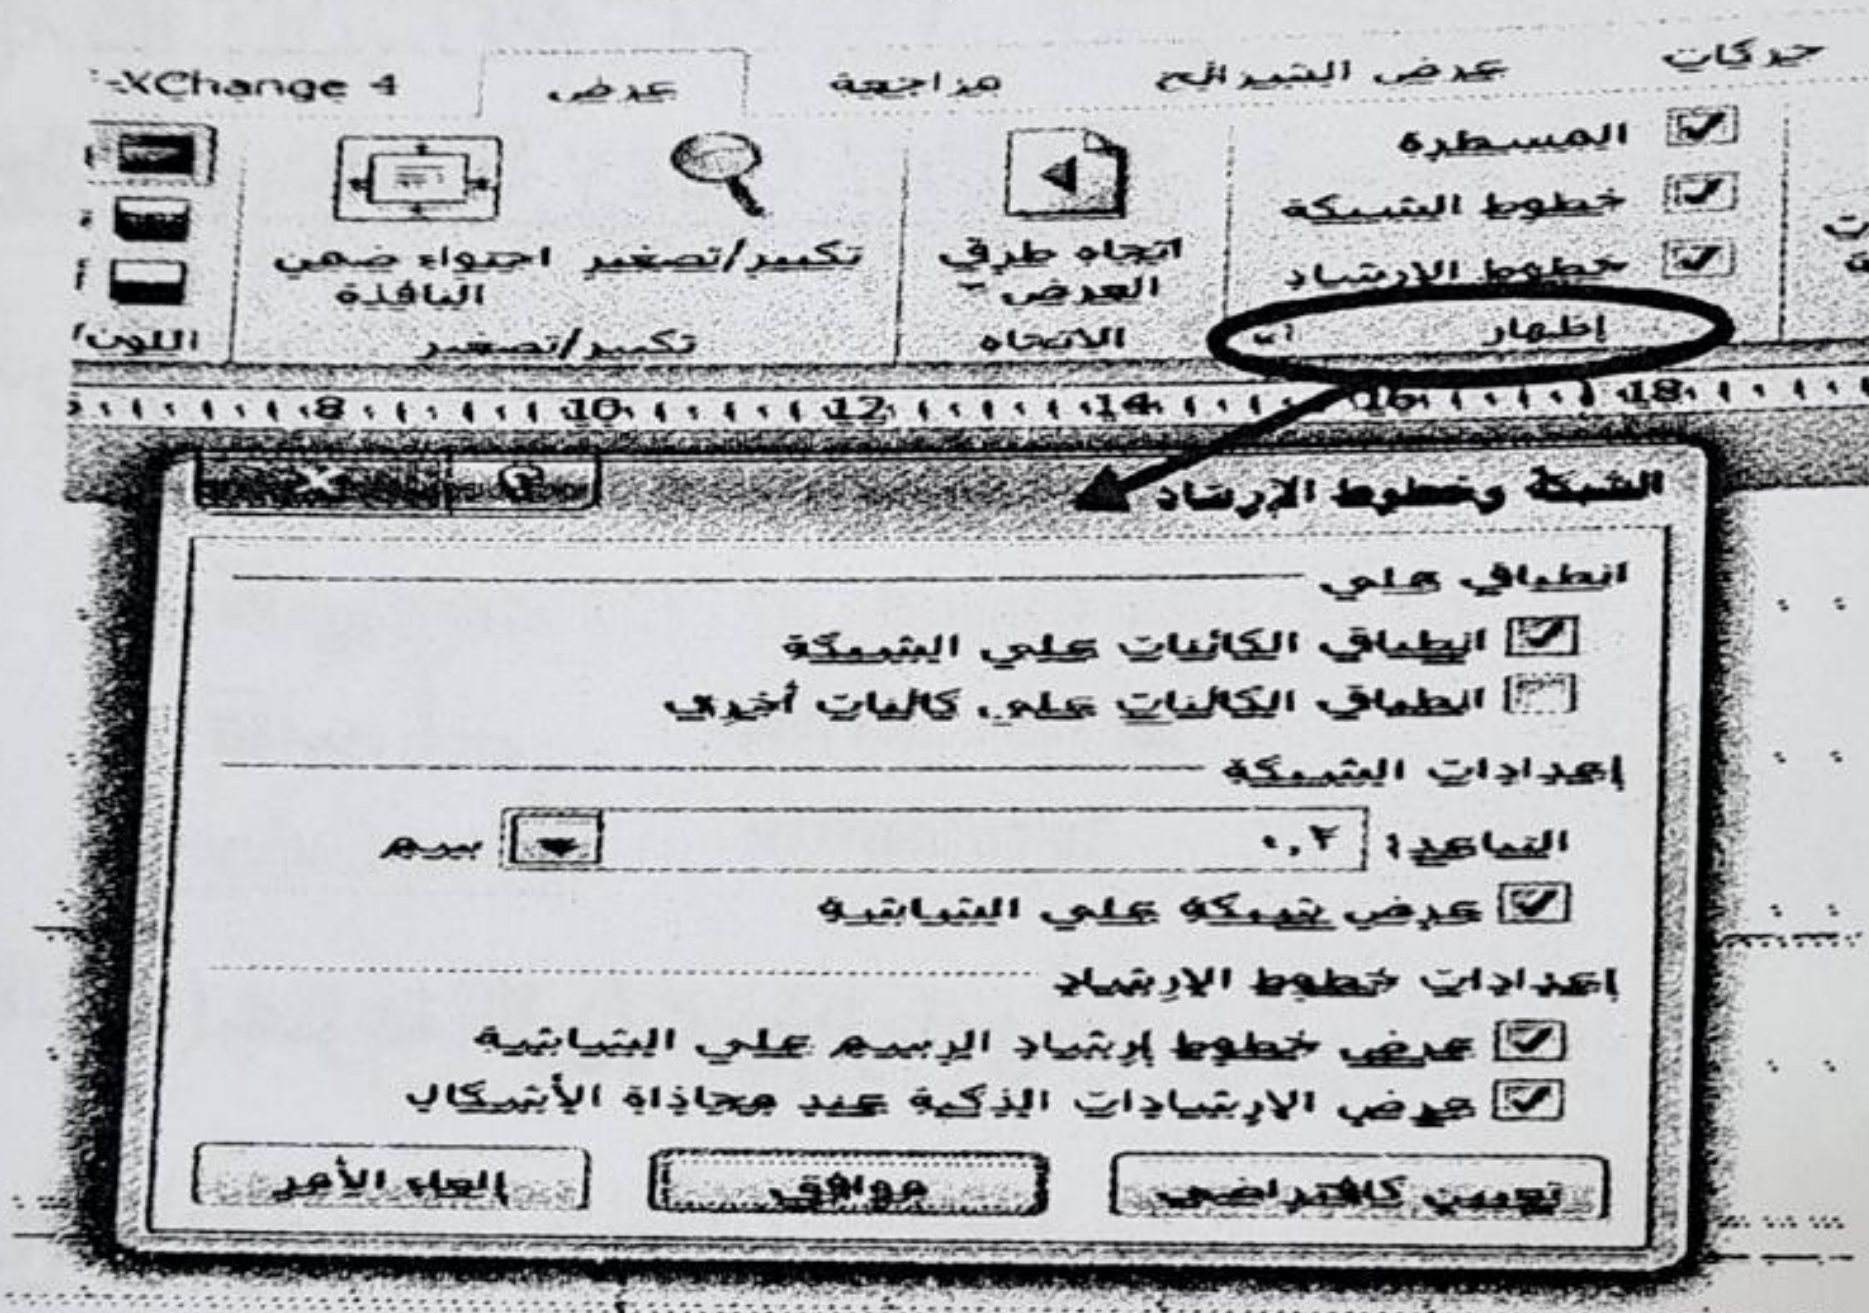 حركات عرض الشرائح مراجعة عرض -XChange 4
المسطرة
خطوط الشبكة
خطوط الإرشاد
إظهار
اتجاه طرق العرض
الاتجاه
تكبير/تصغير
احتواء ضمن النافذة
تكبير/تصغير
اللون/
8 10 12 14 16 18
الشبكة وخطوط الإرشاد
انطباق على
انطباق الكائنات على الشبكة
انطباق الكائنات على كائنات أخرى
إعدادات الشبكة
التباعد: ٠,٢ سم
عرض شبكة على الشاشة
إعدادات خطوط الإرشاد
عرض خطوط إرشاد الرسم على الشاشة
عرض الإرشادات الذكية عند محاذاة الأشكال
تعيين كافتراضي موافق إلغاء الأمر